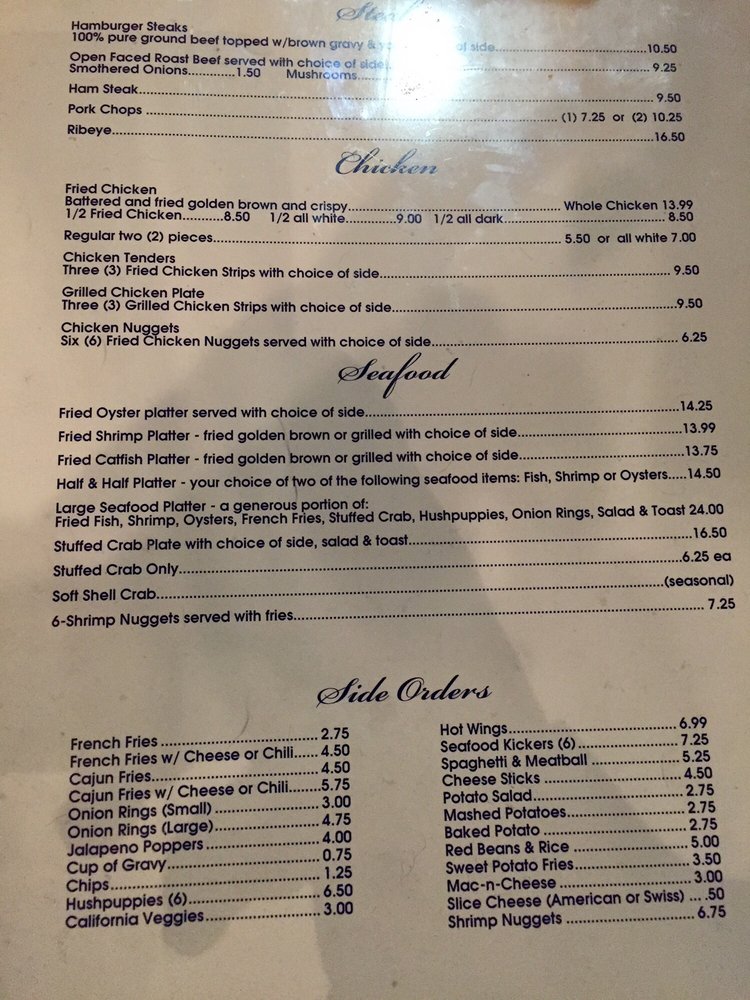 Hamburger Steaks
100% pure ground beef topped w/brown gravy & of side.....10.50
Open Faced Roast Beef served with choice of side.....9.25
Smothered Onions.....1.50 Mushrooms.....
Ham Steak.....9.50
Pork Chops.....(1) 7.25 or (2) 10.25
Ribeye.....16.50
Chicken
Fried Chicken
Battered and fried golden brown and crispy.....Whole Chicken 13.99
1/2 Fried Chicken.....8.50 1/2 all white.....9.00 1/2 all dark.....8.50
Regular two (2) pieces.....5.50 or all white 7.00
Chicken Tenders
Three (3) Fried Chicken Strips with choice of side.....9.50
Grilled Chicken Plate
Three (3) Grilled Chicken Strips with choice of side.....9.50
Chicken Nuggets
Six (6) Fried Chicken Nuggets served with choice of side.....6.25
Seafood
Fried Oyster platter served with choice of side.....14.25
Fried Shrimp Platter - fried golden brown or grilled with choice of side.....13.99
Fried Catfish Platter - fried golden brown or grilled with choice of side.....13.75
Half & Half Platter - your choice of two of the following seafood items: Fish, Shrimp or Oysters.....14.50
Large Seafood Platter - a generous portion of:
Fried Fish, Shrimp, Oysters, French Fries, Stuffed Crab, Hushpuppies, Onion Rings, Salad & Toast 24.00
Stuffed Crab Plate with choice of side, salad & toast.....16.50
Stuffed Crab Only.....6.25 ea
Soft Shell Crab.....(seasonal)
6-Shrimp Nuggets served with fries.....7.25
Side Orders
French Fries.....2.75
French Fries w/ Cheese or Chili.....4.50
Cajun Fries.....4.50
Cajun Fries w/ Cheese or Chili.....5.75
Onion Rings (Small).....3.00
Onion Rings (Large).....4.75
Jalapeno Poppers.....4.00
Cup of Gravy.....0.75
Chips.....1.25
Hushpuppies (6).....6.50
California Veggies.....3.00
Hot Wings.....6.99
Seafood Kickers (6).....7.25
Spaghetti & Meatball.....5.25
Cheese Sticks.....4.50
Potato Salad.....2.75
Mashed Potatoes.....2.75
Baked Potato.....2.75
Red Beans & Rice.....5.00
Sweet Potato Fries.....3.50
Mac-n-Cheese.....3.00
Slice Cheese (American or Swiss) ... .50
Shrimp Nuggets.....6.75